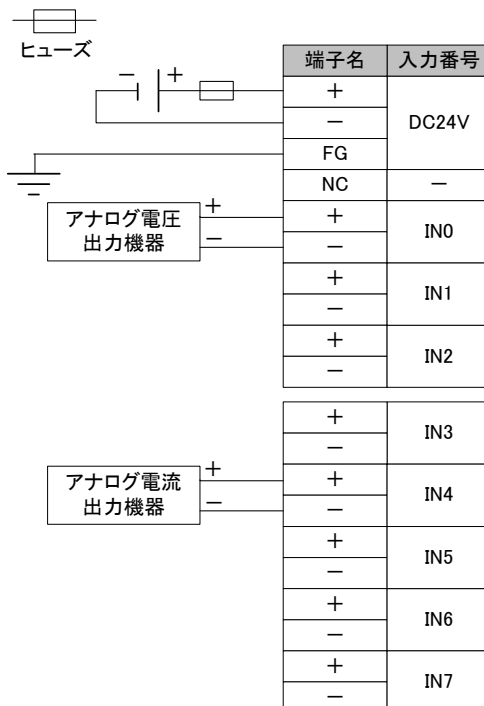 ヒューズ
端子名 入力番号
－ ＋ ＋ DC24V
－
FG
NC －
アナログ電圧
出力機器
＋ ＋ IN0
－ －
＋ IN1
－
＋ IN2
－
＋ IN3
－
アナログ電流
出力機器
＋ ＋ IN4
－ －
＋ IN5
－
＋ IN6
－
＋ IN7
－